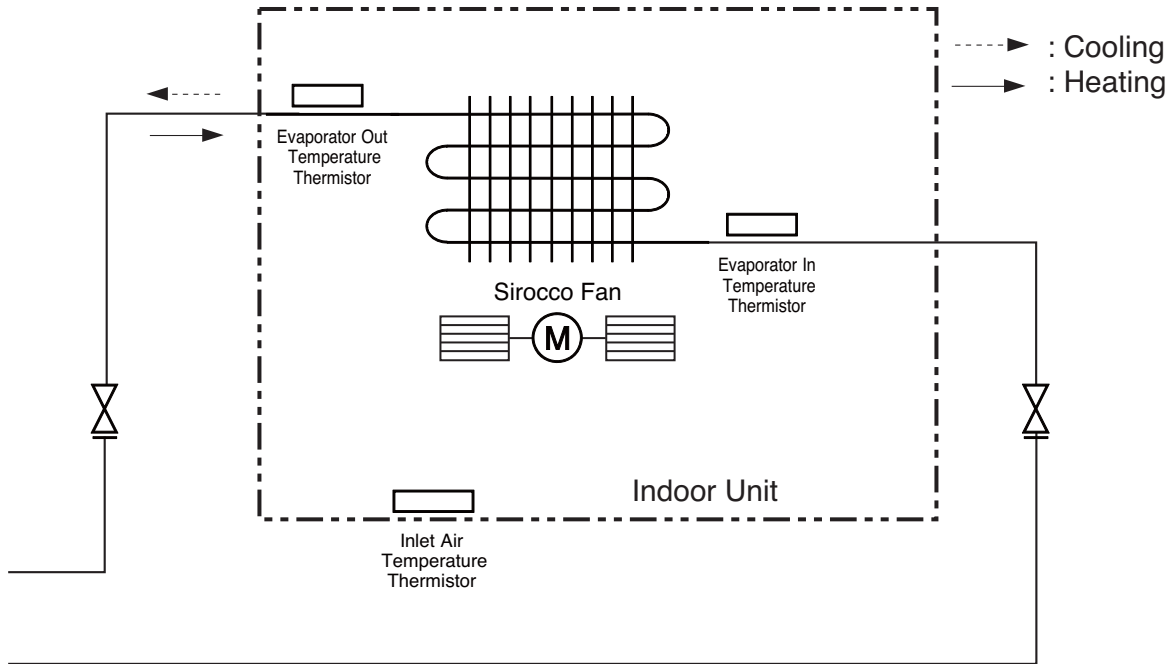 : Cooling
: Heating
Evaporator Out
Temperature
Thermistor
Evaporator In
Temperature
Thermistor
Sirocco Fan
M
Indoor Unit
Inlet Air
Temperature
Thermistor